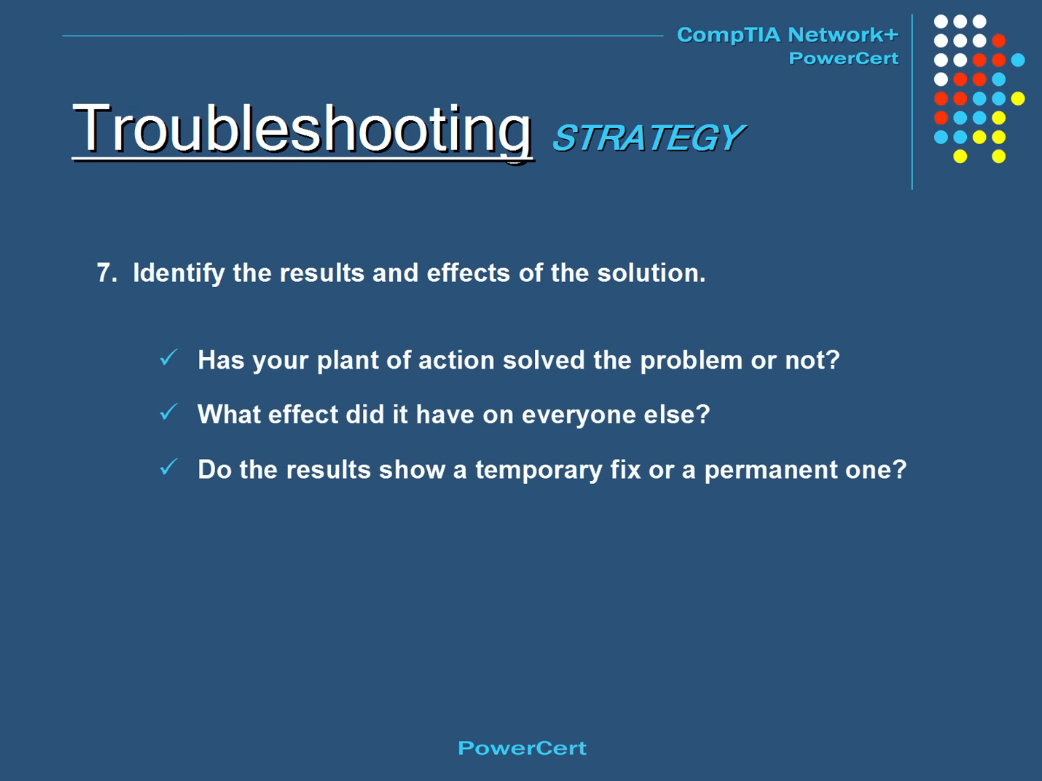 CompTIA Network+
PowerCert
Troubleshooting STRATEGY
7. Identify the results and effects of the solution.
✓ Has your plant of action solved the problem or not?
✓ What effect did it have on everyone else?
✓ Do the results show a temporary fix or a permanent one?
PowerCert